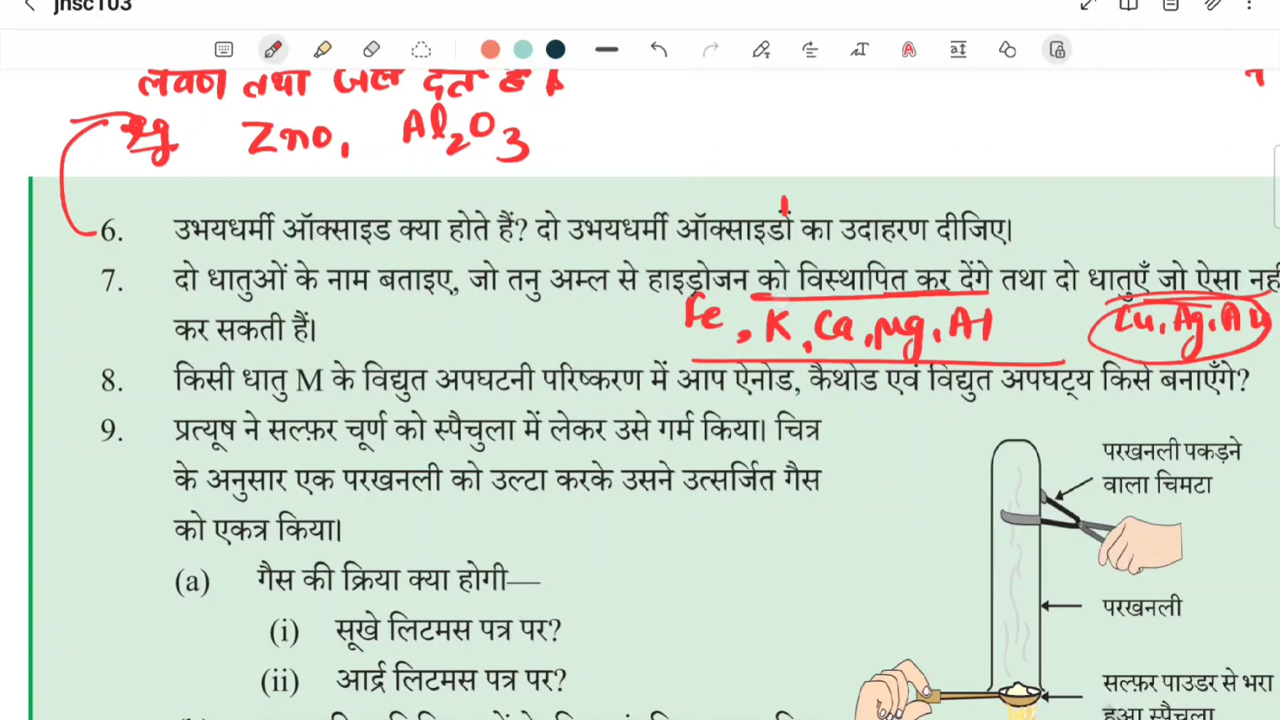 jhsc103
लवण तथा जल देते है।
eg ZnO, Al2O3
6. उभयधर्मी ऑक्साइड क्या होते हैं? दो उभयधर्मी ऑक्साइडों का उदाहरण दीजिए।
7. दो धातुओं के नाम बताइए, जो तनु अम्ल से हाइड्रोजन को विस्थापित कर देंगे तथा दो धातुएँ जो ऐसा नहीं
कर सकती हैं।
Fe, K, Ca, Mg, Al
Cu, Ag, Au
8. किसी धातु M के विद्युत अपघटनी परिष्करण में आप ऐनोड, कैथोड एवं विद्युत अपघट्य किसे बनाएँगे?
9. प्रत्यूष ने सल्फ़र चूर्ण को स्पैचुला में लेकर उसे गर्म किया। चित्र
के अनुसार एक परखनली को उल्टा करके उसने उत्सर्जित गैस
को एकत्र किया।
(a) गैस की क्रिया क्या होगी—
(i) सूखे लिटमस पत्र पर?
(ii) आर्द्र लिटमस पत्र पर?
परखनली पकड़ने
वाला चिमटा
परखनली
सल्फ़र पाउडर से भरा
हुआ स्पैचुला